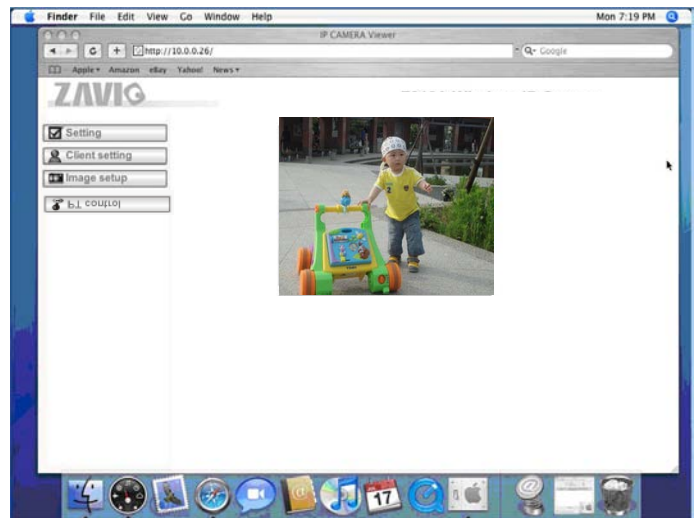 Finder File Edit View Go Window Help Mon 7:19 PM
IP CAMERA Viewer
http://10.0.0.26/ Google
Apple Amazon eBay Yahoo! News
ZAVIO
Setting
Client setting
Image setup
PT control
17